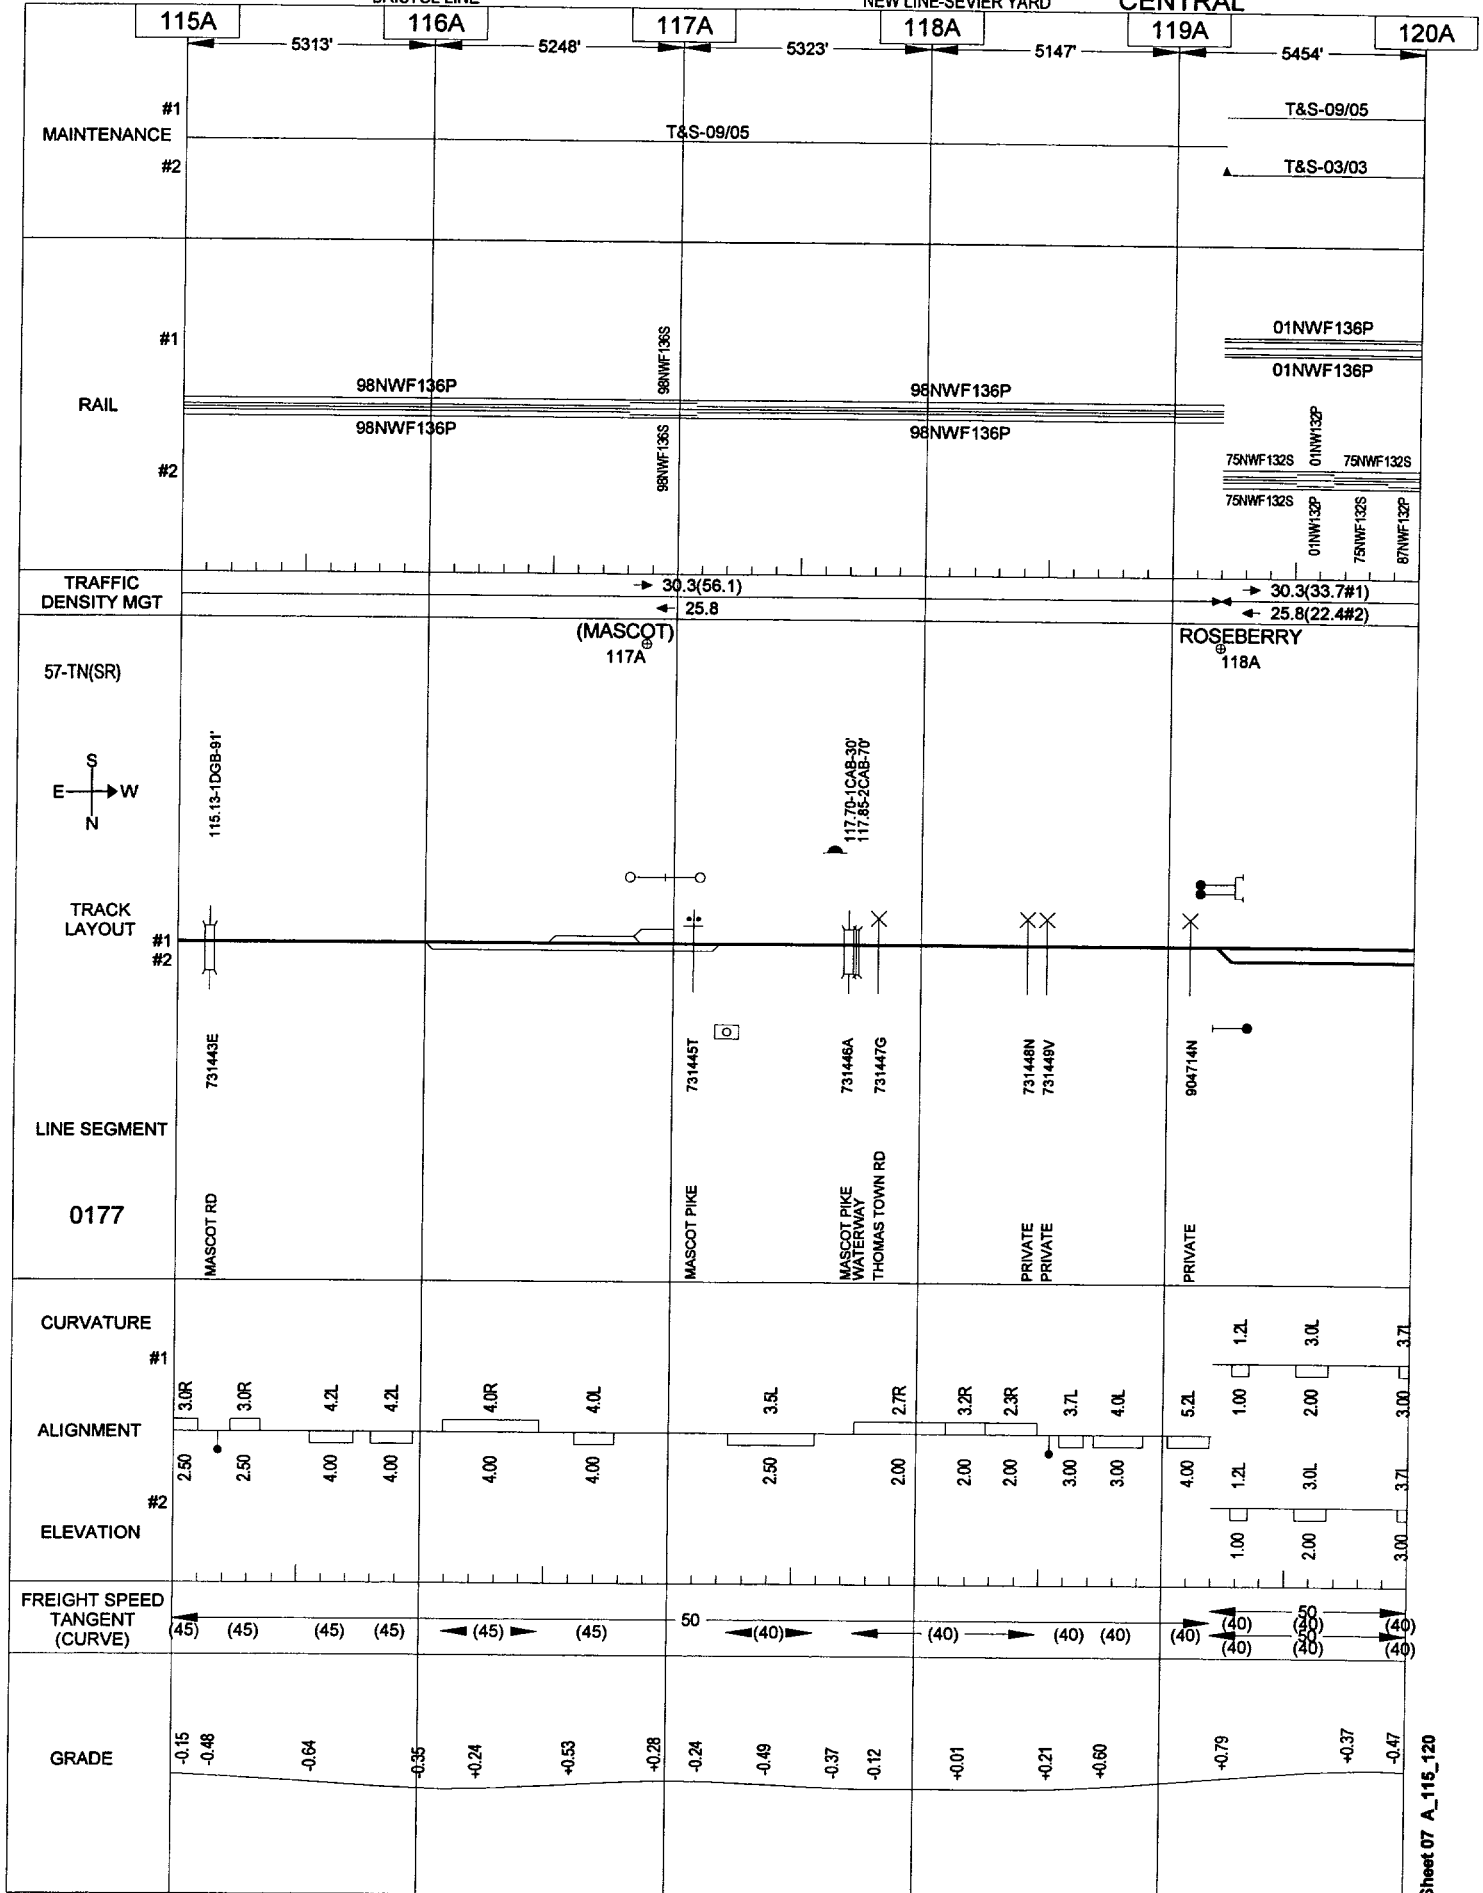 BRISTOL LINE
NEW LINE-SEVIER YARD
CENTRAL
115A 116A 117A 118A 119A 120A
5313' 5248' 5323' 5147' 5454'
#1
T&S-09/05
MAINTENANCE
T&S-09/05
#2
T&S-03/03
#1
98NWF136S
01NWF136P
01NWF136P
98NWF136P 98NWF136P
RAIL
98NWF136P 98NWF136P
98NWF136S
#2
75NWF132S 01NW132P 75NWF132S
75NWF132S 01NW132P 75NWF132S 87NWF132P
TRAFFIC
DENSITY MGT
30.3(56.1) 30.3(33.7#1)
25.8 25.8(22.4#2)
(MASCOT) ROSEBERRY
117A 118A
57-TN(SR)
S
E W
N
115.13-1DGB-91'
117.70-1CAB-30'
117.85-2CAB-70'
TRACK
LAYOUT
#1
#2
731443E 731445T 731446A 731447G 731448N 731449V 904714N
LINE SEGMENT
0177
MASCOT RD
MASCOT PIKE
MASCOT PIKE
WATERWAY
THOMAS TOWN RD
PRIVATE
PRIVATE
PRIVATE
CURVATURE
#1
1.2L 3.0L 3.7L
1.00 2.00 3.00
3.0R 3.0R 4.2L 4.2L 4.0R 4.0L 3.5L 2.7R 3.2R 2.3R 3.7L 4.0L 5.2L
ALIGNMENT
2.50 2.50 4.00 4.00 4.00 4.00 2.50 2.00 2.00 2.00 3.00 3.00 4.00
#2
1.2L 3.0L 3.7L
ELEVATION
1.00 2.00 3.00
FREIGHT SPEED
TANGENT
(CURVE)
50 50
(45) (45) (45) (45) (45) (45) (40) (40) (40) (40) (40) (40) (40) (40)
50
(40) (40) (40)
GRADE
-0.15 -0.48 -0.64 -0.35 +0.24 +0.53 +0.28 -0.24 -0.49 -0.37 -0.12 +0.01 +0.21 +0.60 +0.79 +0.37 -0.47
Sheet 07 A_115_120